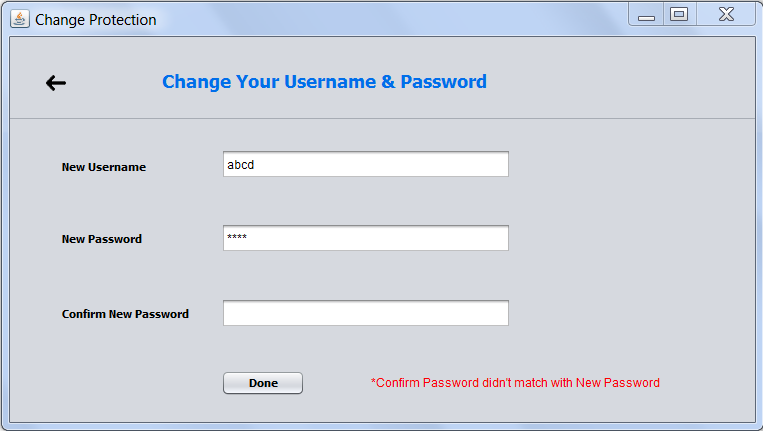 Change Protection
Change Your Username & Password
New Username
abcd
New Password
****
Confirm New Password
Done
*Confirm Password didn't match with New Password